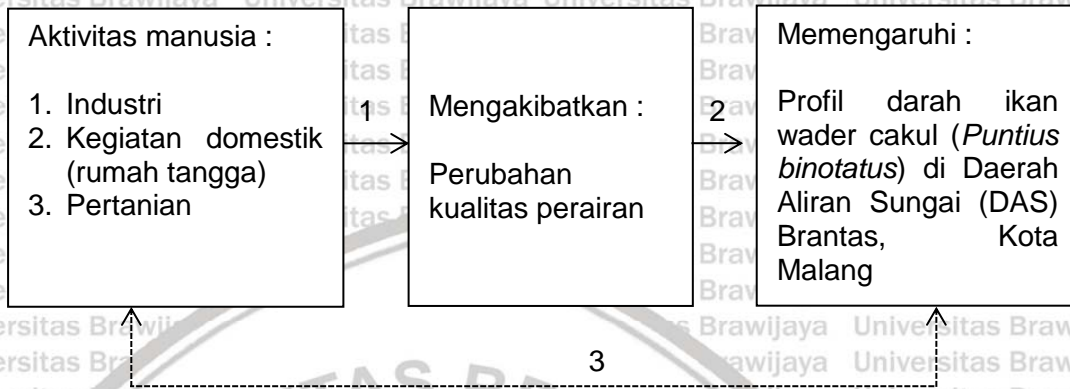 Aktivitas manusia :
1. Industri
2. Kegiatan domestik
(rumah tangga)
3. Pertanian
1
Mengakibatkan :
Perubahan
kualitas perairan
2
Memengaruhi :
Profil darah ikan
wader cakul (Puntius
binotatus) di Daerah
Aliran Sungai (DAS)
Brantas, Kota
Malang
3